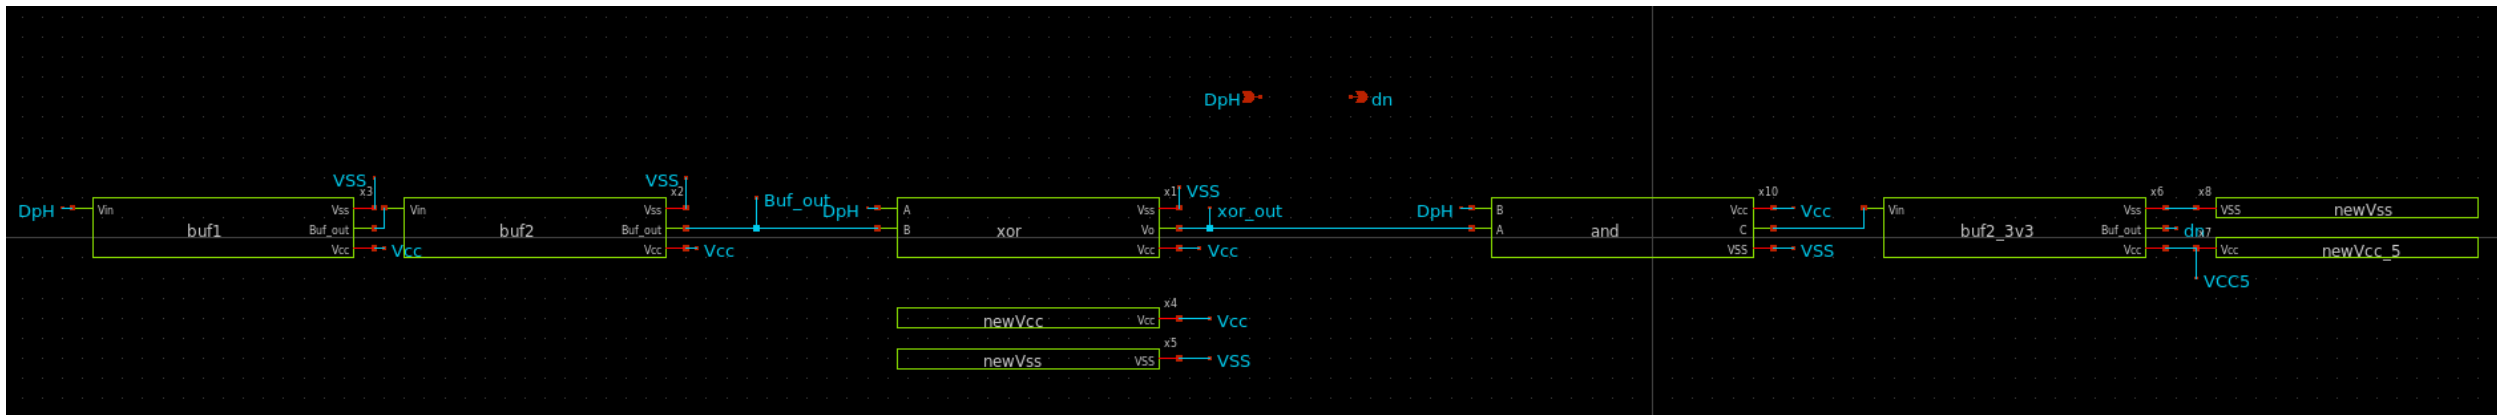 DpH dn
VSS x3
DpH Vin buf1 Vss Buf_out Vcc Vcc
VSS x2
Vin buf2 Vss Buf_out Vcc Vcc
Buf_out
DpH A B xor Vss Vo Vcc x1 VSS
xor_out
Vcc
DpH B A and Vcc C VSS x10 Vcc
VSS
Vin buf2_3v3 Vss Buf_out Vcc x6 dn
x8 VSS newVss
x7 Vcc newVcc_5
VCC5
x4
newVcc Vcc Vcc
x5
newVss VSS VSS